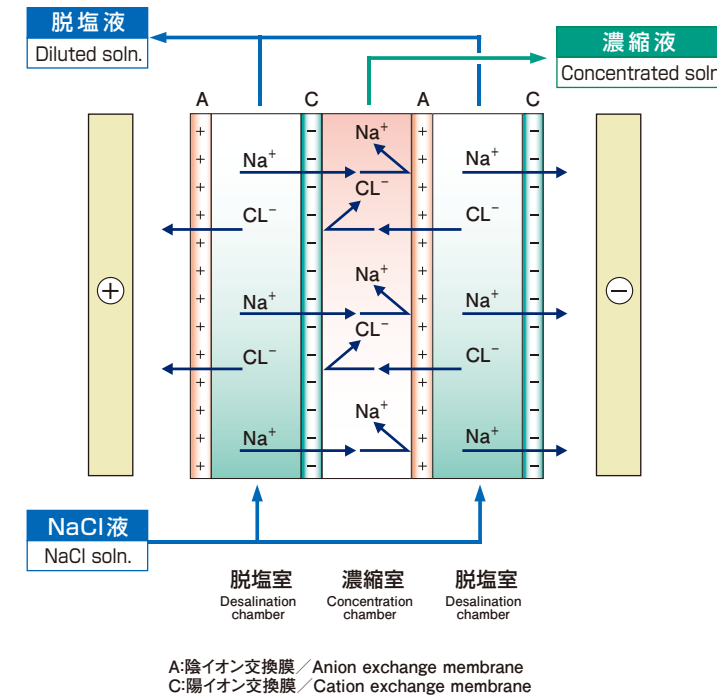 脱塩液
Diluted soln.
濃縮液
Concentrated soln
A C A C
+ − + −
Na⁺
Na⁺ Na⁺
CL⁻
CL⁻ CL⁻
Na⁺
Na⁺ Na⁺
+ −
CL⁻
CL⁻ CL⁻
Na⁺
Na⁺ Na⁺
NaCl液
NaCl soln.
脱塩室 濃縮室 脱塩室
Desalination Concentration Desalination
chamber chamber chamber
A:陰イオン交換膜/Anion exchange membrane
C:陽イオン交換膜/Cation exchange membrane